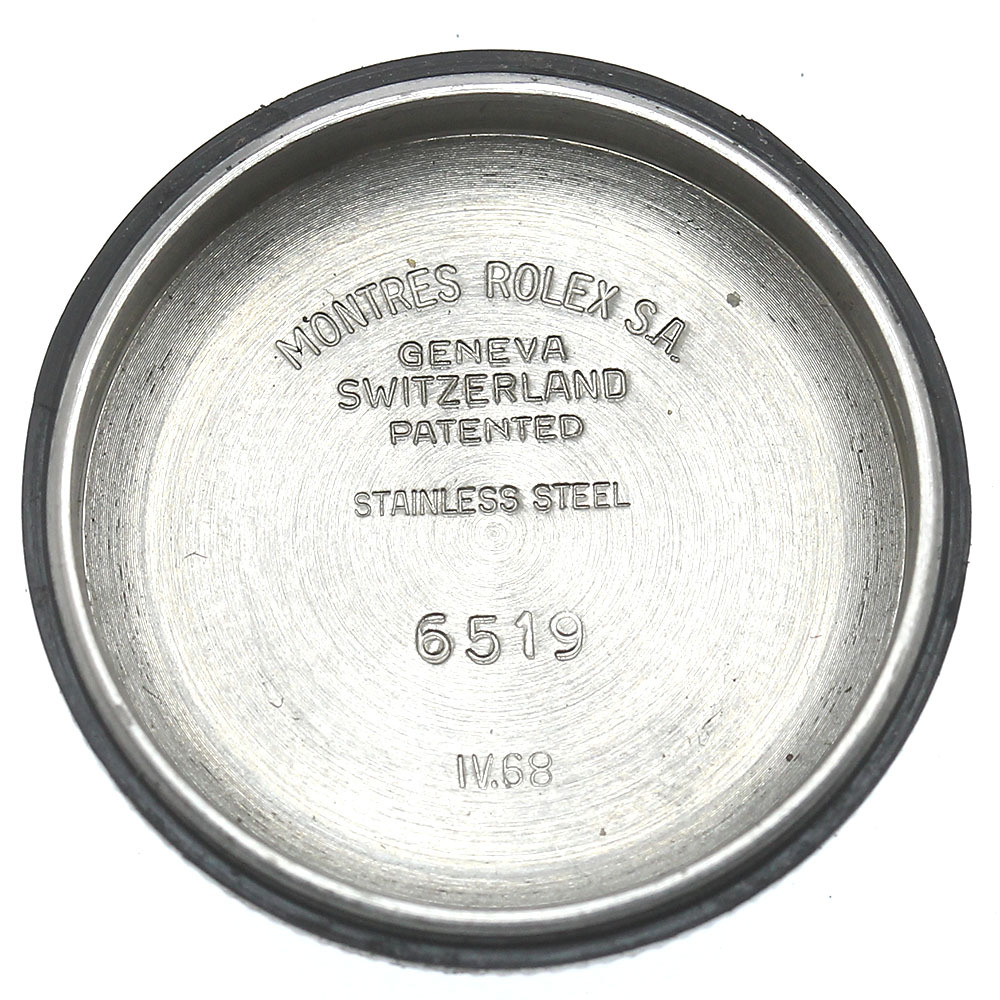 MONTRES ROLEX S.A.
GENEVA
SWITZERLAND
PATENTED
STAINLESS STEEL
6519
IV.68